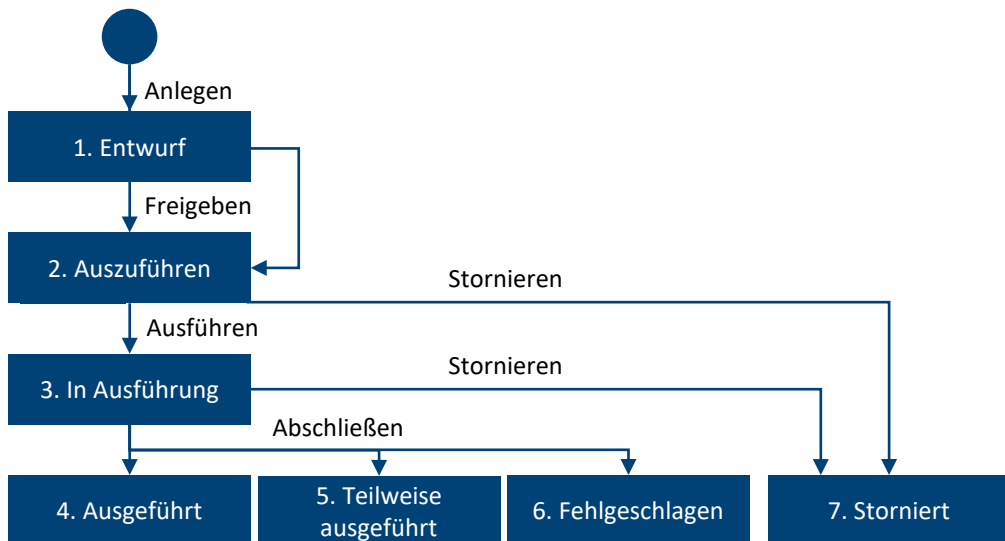 Anlegen
1. Entwurf
Freigeben
2. Auszuführen
Stornieren
Ausführen
3. In Ausführung
Stornieren
Abschließen
4. Ausgeführt
5. Teilweise
ausgeführt
6. Fehlgeschlagen
7. Storniert